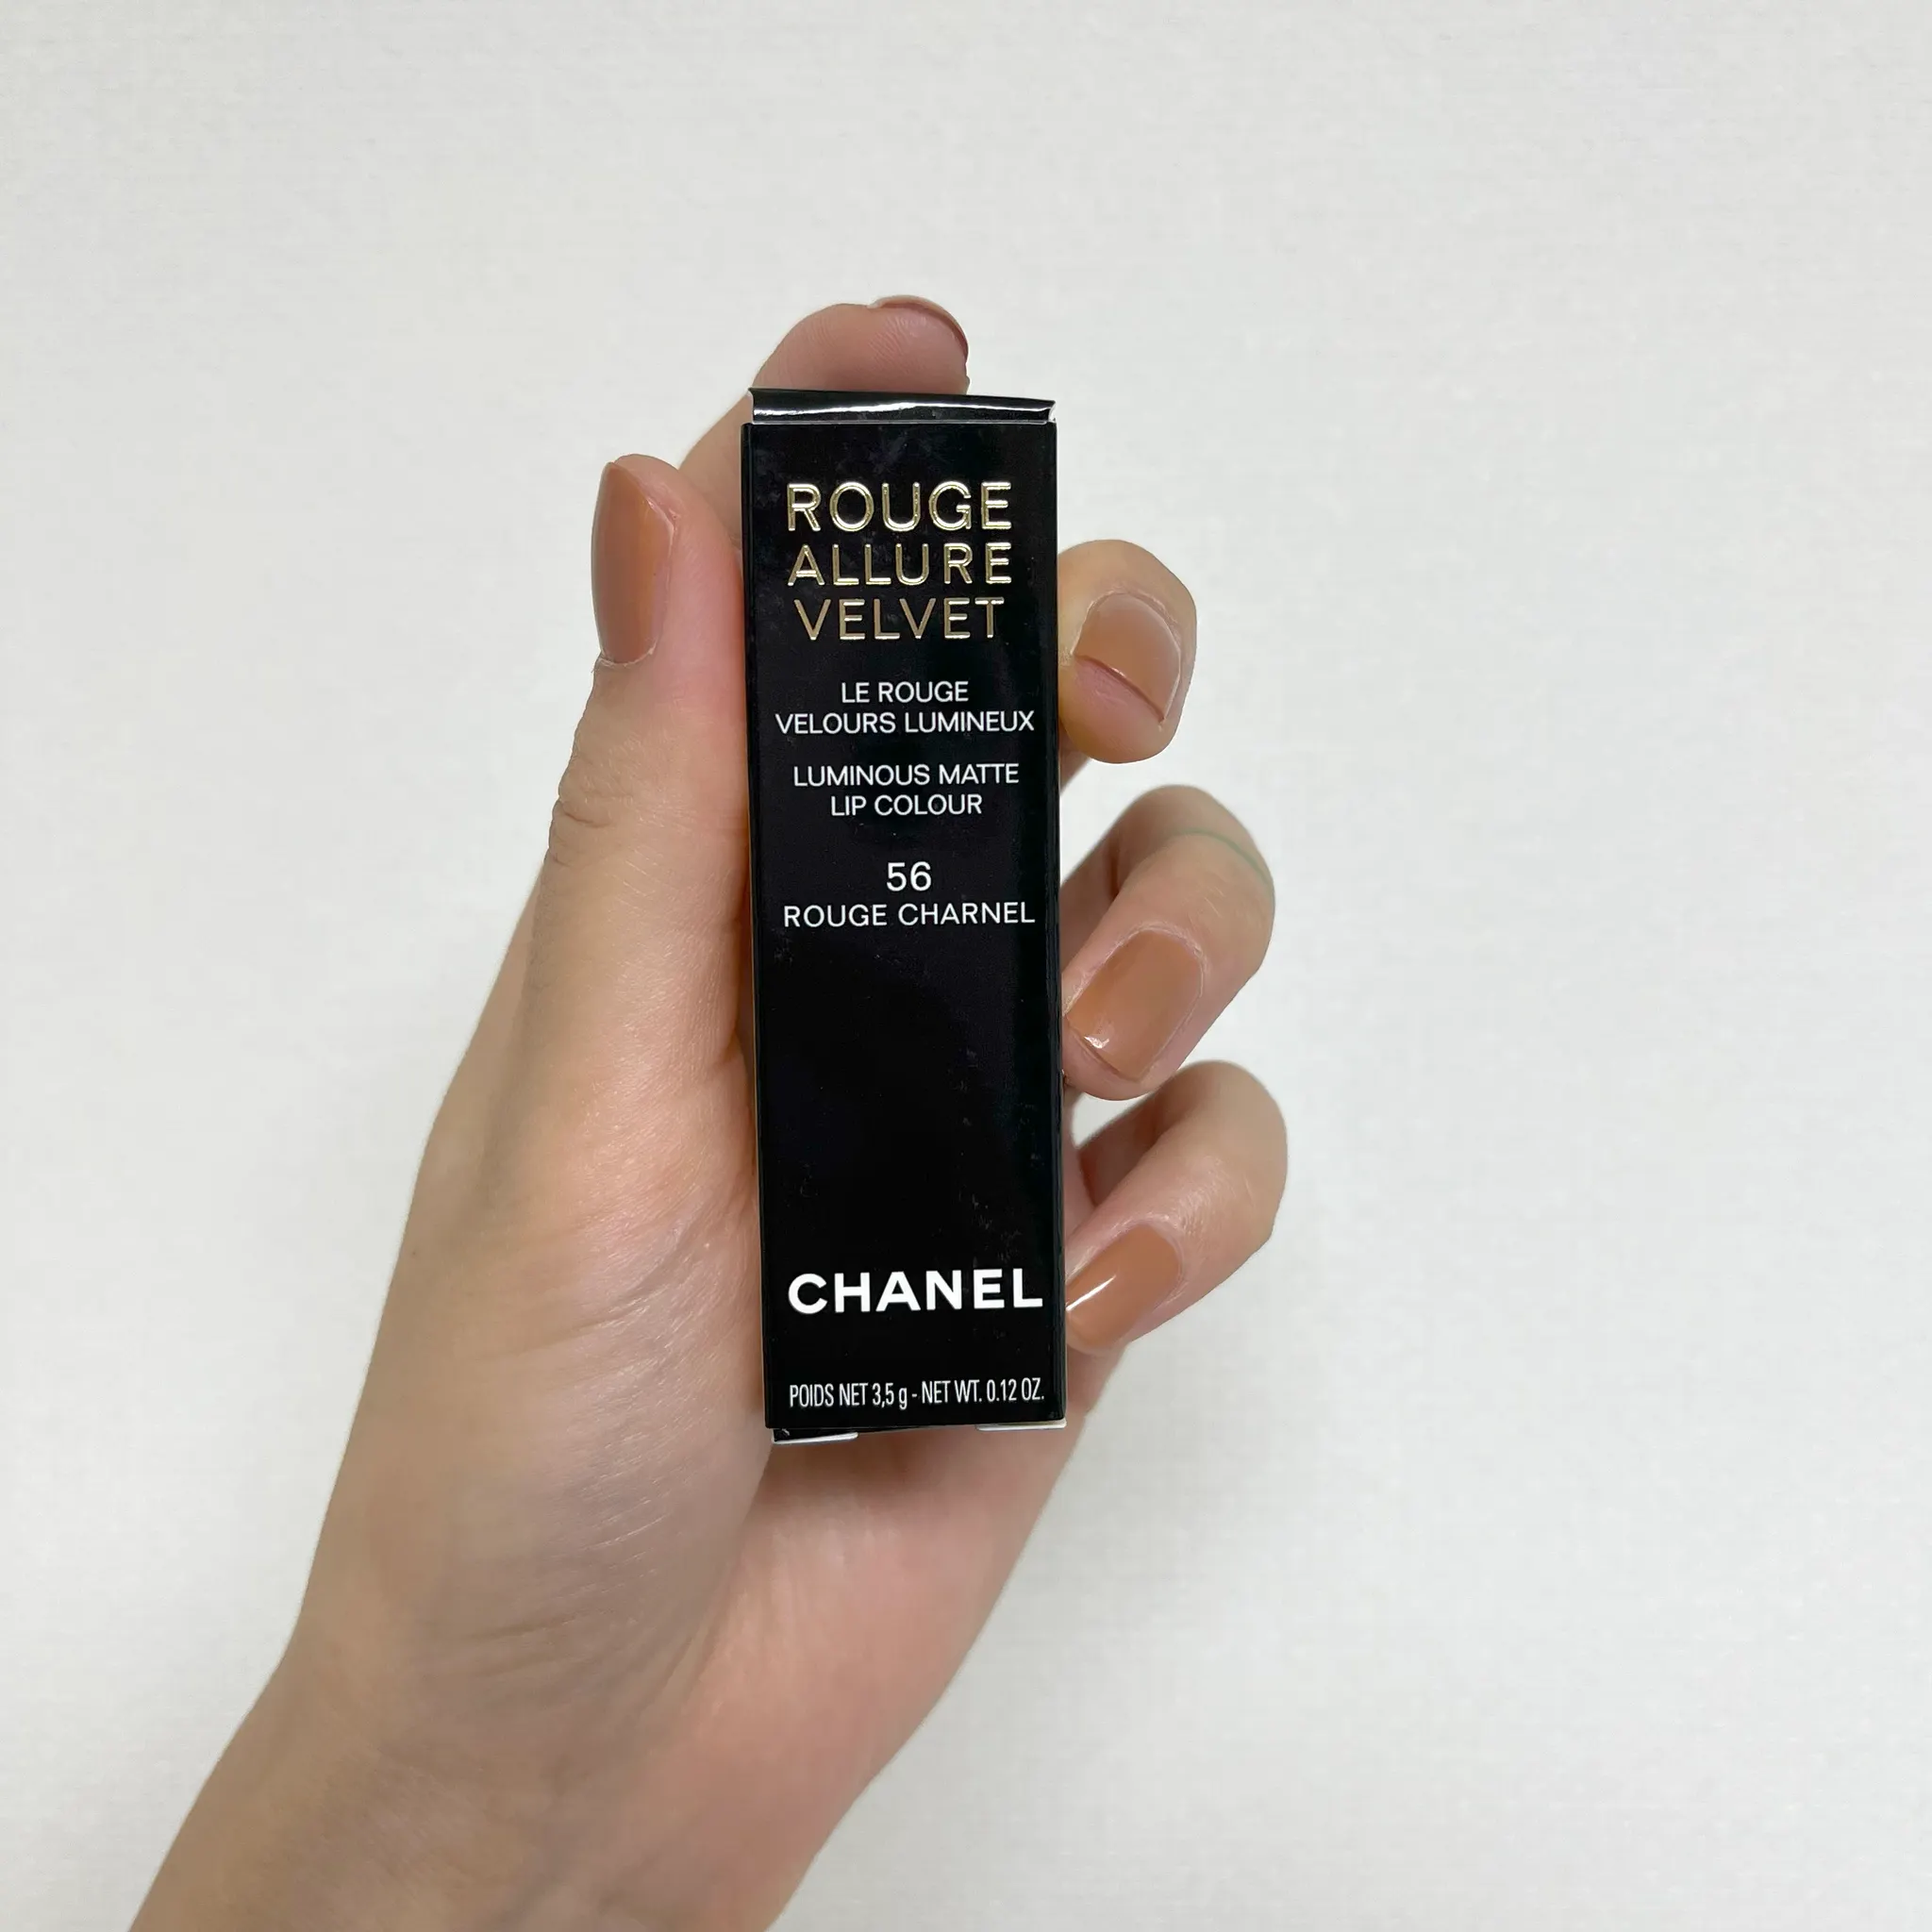 ROUGE
ALLURE
VELVET
LE ROUGE
VELOURS LUMINEUX
LUMINOUS MATTE
LIP COLOUR
56
ROUGE CHARNEL
CHANEL
POIDS NET 3,5 g - NET WT. 0.12 OZ.